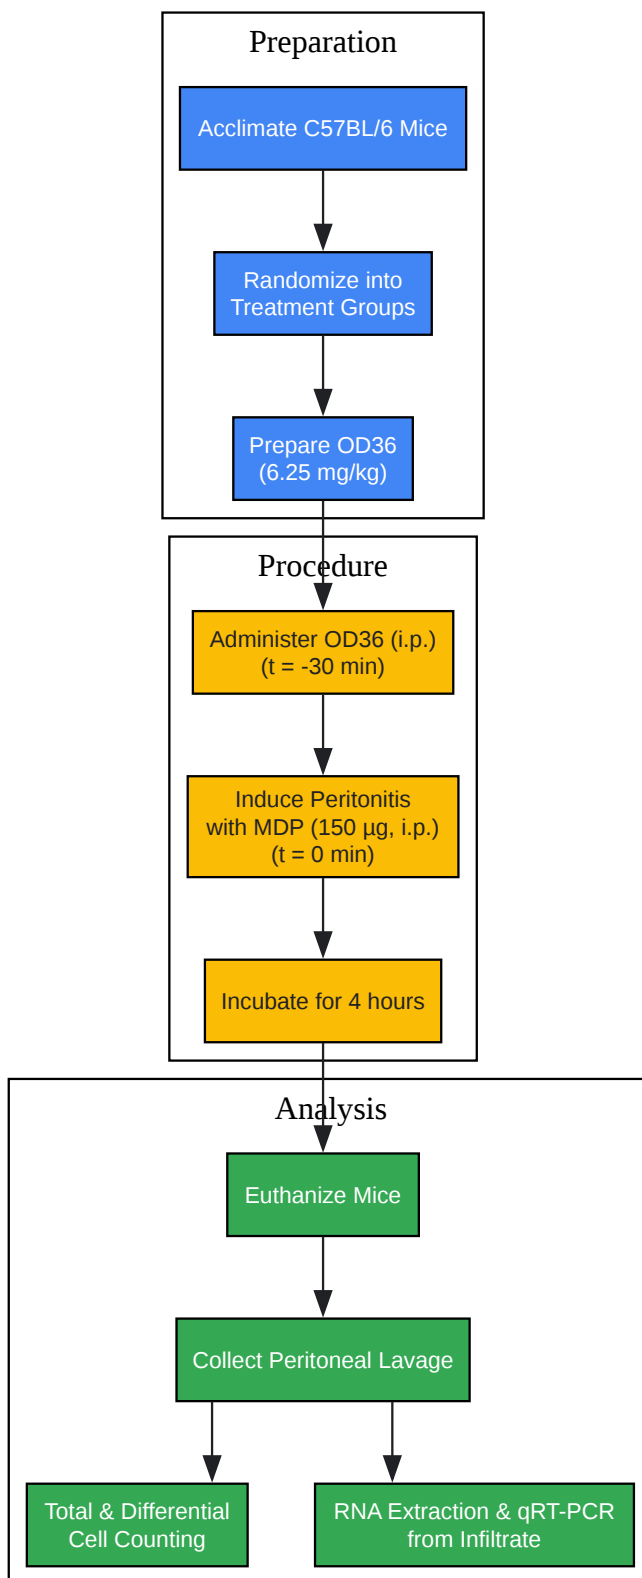 Preparation
Acclimate C57BL/6 Mice
Randomize into
Treatment Groups
Prepare OD36
(6.25 mg/kg)
Procedure
Administer OD36 (i.p.)
(t = -30 min)
Induce Peritonitis
with MDP (150 µg, i.p.)
(t = 0 min)
Incubate for 4 hours
Analysis
Euthanize Mice
Collect Peritoneal Lavage
Total & Differential
Cell Counting
RNA Extraction & qRT-PCR
from Infiltrate